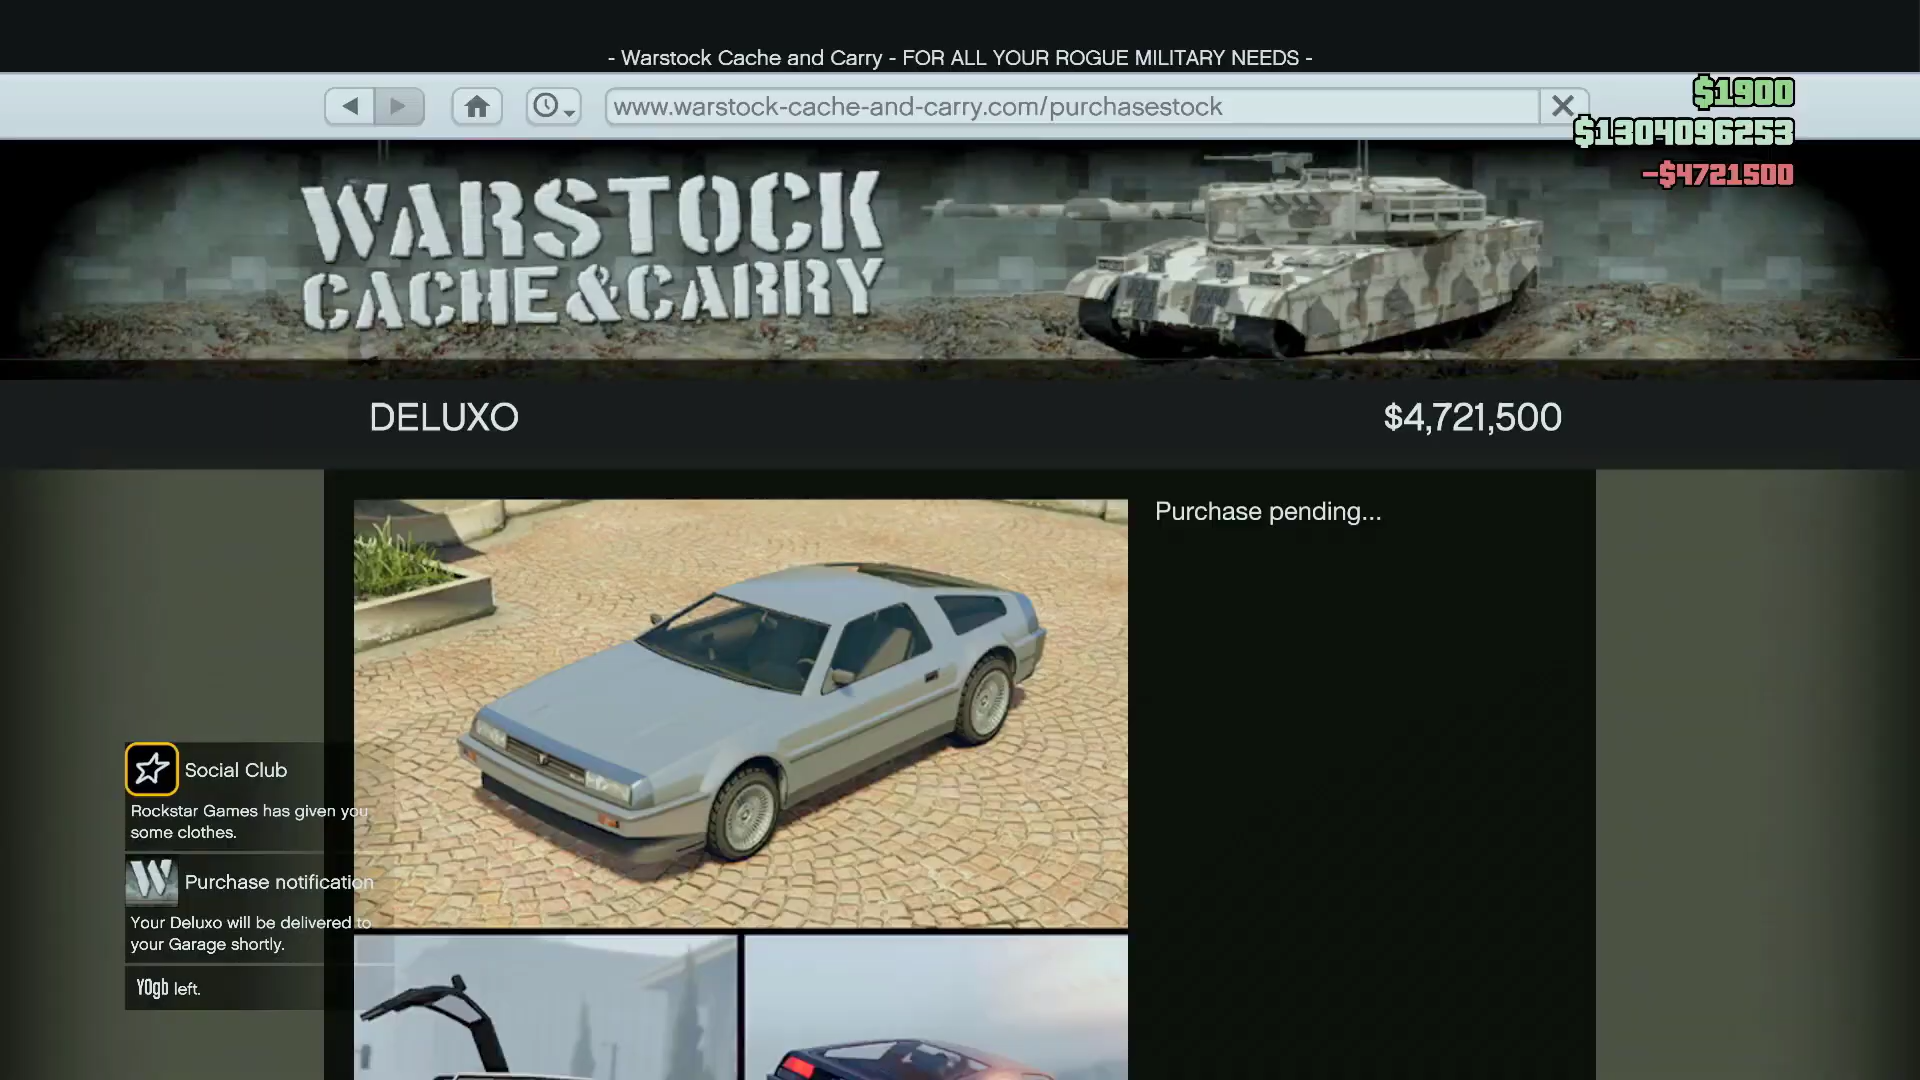 - Warstock Cache and Carry - FOR ALL YOUR ROGUE MILITARY NEEDS -
www.warstock-cache-and-carry.com/purchasestock
$1900
$1304096253
-$4721500
WARSTOCK
CACHE&CARRY
DELUXO
$4,721,500
Purchase pending...
Social Club
Rockstar Games has given you
some clothes.
W
Purchase notification
Your Deluxo will be delivered to
your Garage shortly.
Y0gb left.